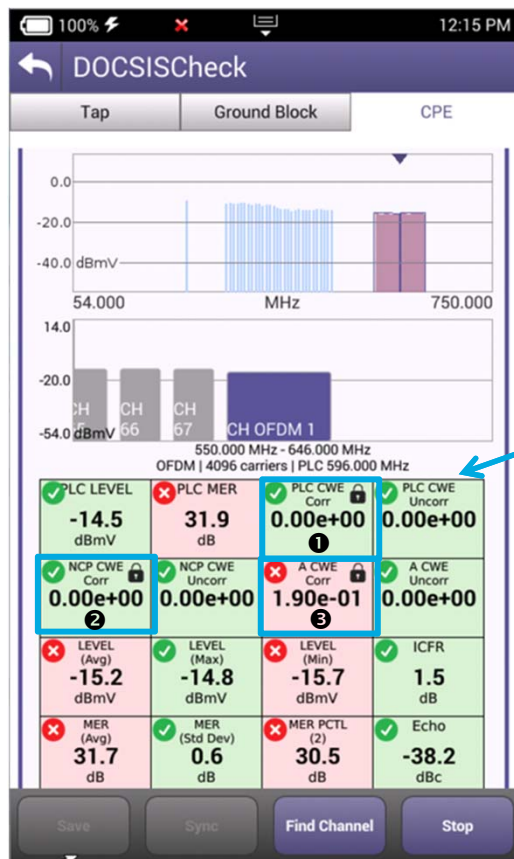 100%
12:15 PM
DOCSISCheck
Tap
Ground Block
CPE
0.0
-20.0
-40.0 dBmV
54.000
MHz
750.000
14.0
-20.0
-54.0 dBmV
CH
CH 66
CH 67
CH OFDM 1
550.000 MHz - 646.000 MHz
OFDM | 4096 carriers | PLC 596.000 MHz
PLC LEVEL
-14.5
dBmV
PLC MER
31.9
dB
PLC CWE
Corr
0.00e+00
❶
PLC CWE
Uncorr
0.00e+00
NCP CWE
Corr
0.00e+00
❷
NCP CWE
Uncorr
0.00e+00
A CWE
Corr
1.90e-01
❸
A CWE
Uncorr
0.00e+00
LEVEL
(Avg)
-15.2
dBmV
LEVEL
(Max)
-14.8
dBmV
LEVEL
(Min)
-15.7
dBmV
ICFR
1.5
dB
MER
(Avg)
31.7
dB
MER
(Std Dev)
0.6
dB
MER PCTL
(2)
30.5
dB
Echo
-38.2
dBc
Save
Sync
Find Channel
Stop